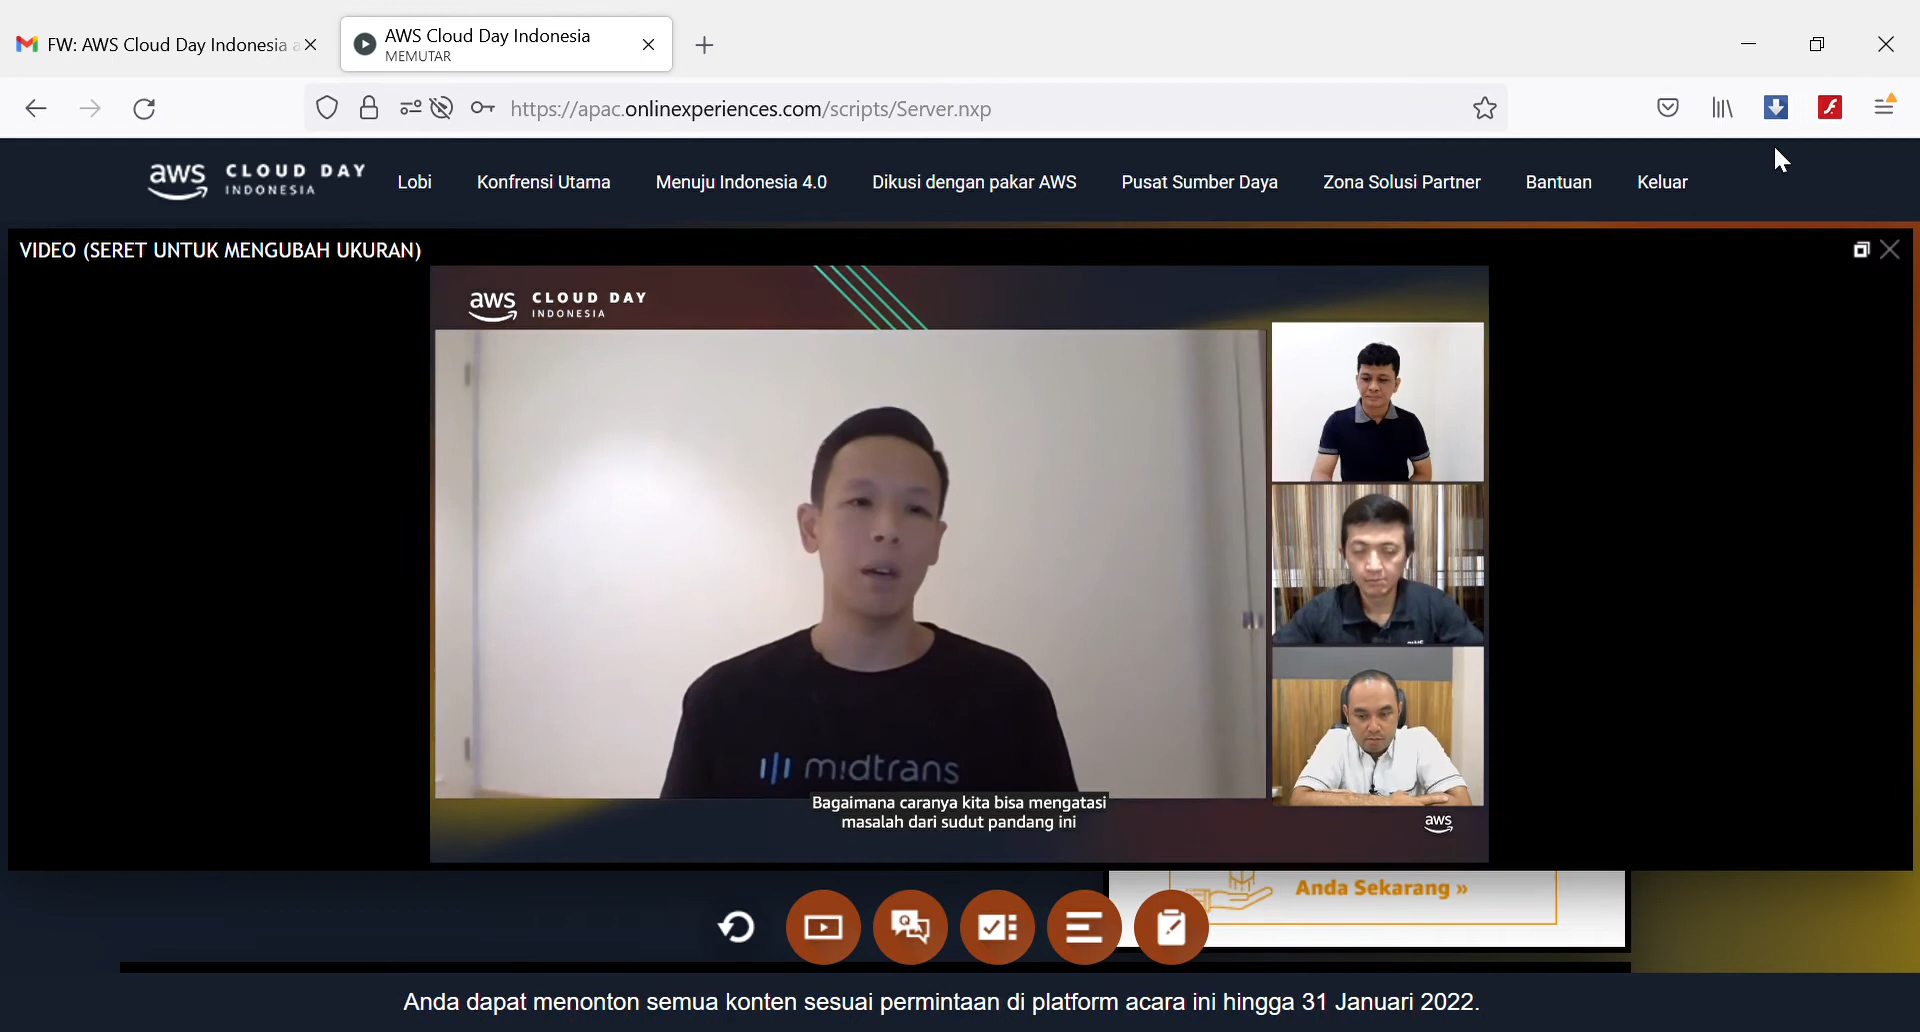 FW: AWS Cloud Day Indonesia a
AWS Cloud Day Indonesia
MEMUTAR
https://apac.onlinexperiences.com/scripts/Server.nxp
aws CLOUD DAY
INDONESIA
Lobi
Konfrensi Utama
Menuju Indonesia 4.0
Dikusi dengan pakar AWS
Pusat Sumber Daya
Zona Solusi Partner
Bantuan
Keluar
VIDEO (SERET UNTUK MENGUBAH UKURAN)
aws CLOUD DAY
INDONESIA
midtrans
Bagaimana caranya kita bisa mengatasi
masalah dari sudut pandang ini
aws
Anda Sekarang »
Anda dapat menonton semua konten sesuai permintaan di platform acara ini hingga 31 Januari 2022.